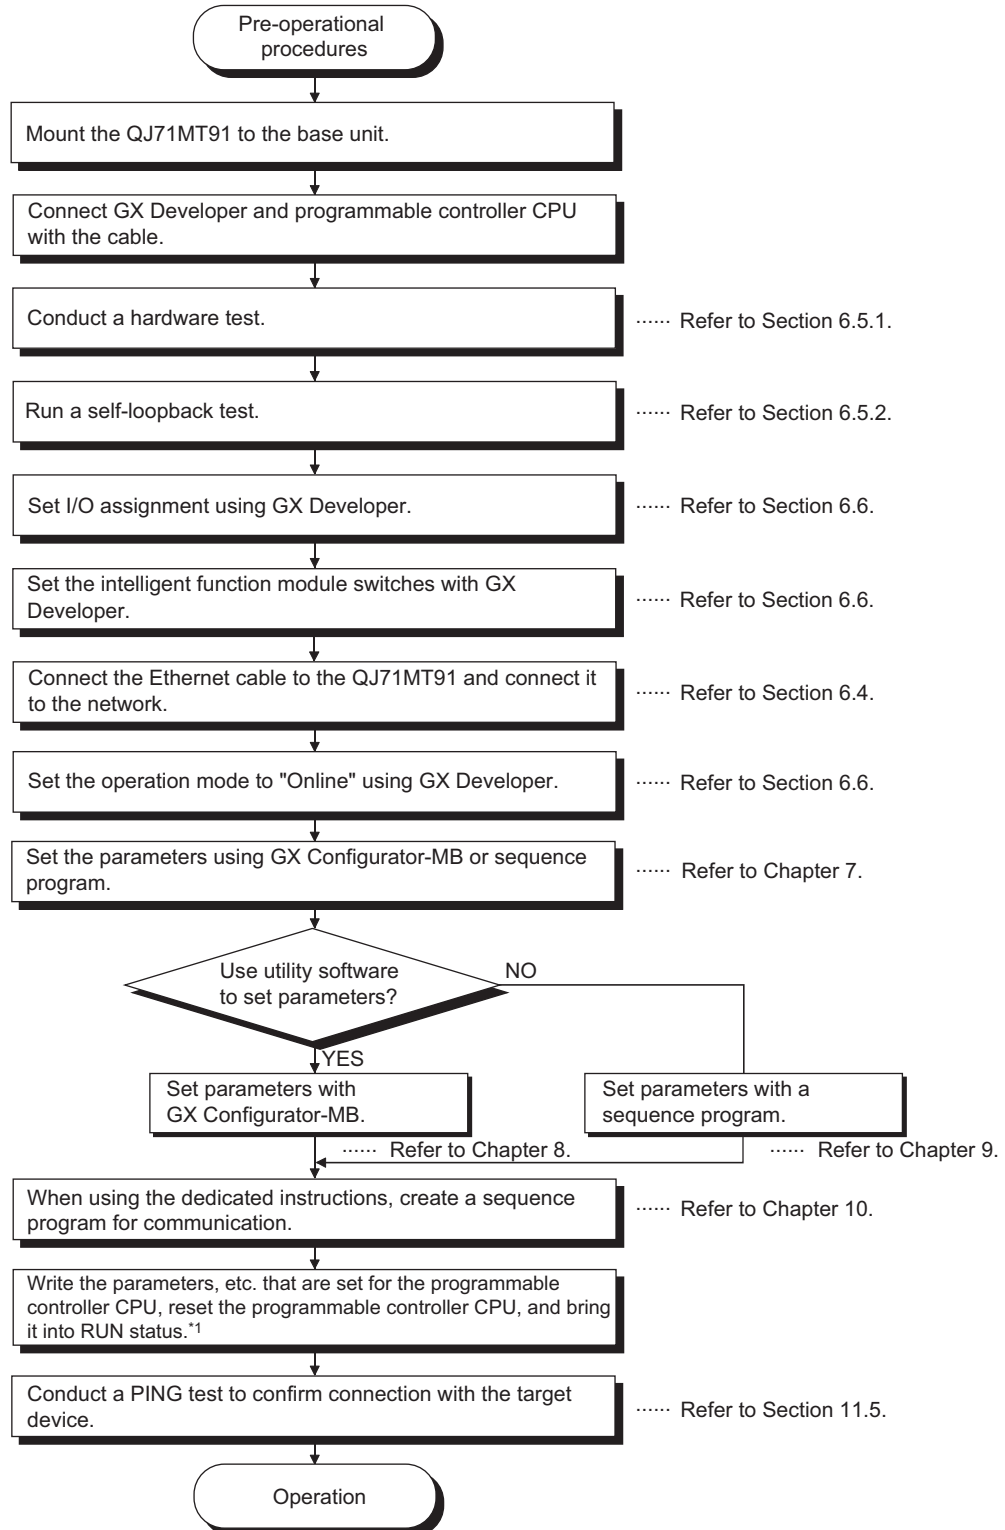 Pre-operational
procedures
Mount the QJ71MT91 to the base unit.
Connect GX Developer and programmable controller CPU
with the cable.
Conduct a hardware test.
······ Refer to Section 6.5.1.
Run a self-loopback test.
······ Refer to Section 6.5.2.
Set I/O assignment using GX Developer.
······ Refer to Section 6.6.
Set the intelligent function module switches with GX
Developer.
······ Refer to Section 6.6.
Connect the Ethernet cable to the QJ71MT91 and connect it
to the network.
······ Refer to Section 6.4.
Set the operation mode to "Online" using GX Developer.
······ Refer to Section 6.6.
Set the parameters using GX Configurator-MB or sequence
program.
······ Refer to Chapter 7.
Use utility software
to set parameters?
NO
YES
Set parameters with
GX Configurator-MB.
······ Refer to Chapter 8.
Set parameters with a
sequence program.
······ Refer to Chapter 9.
When using the dedicated instructions, create a sequence
program for communication.
······ Refer to Chapter 10.
Write the parameters, etc. that are set for the programmable
controller CPU, reset the programmable controller CPU, and bring
it into RUN status.*1
Conduct a PING test to confirm connection with the target
device.
······ Refer to Section 11.5.
Operation